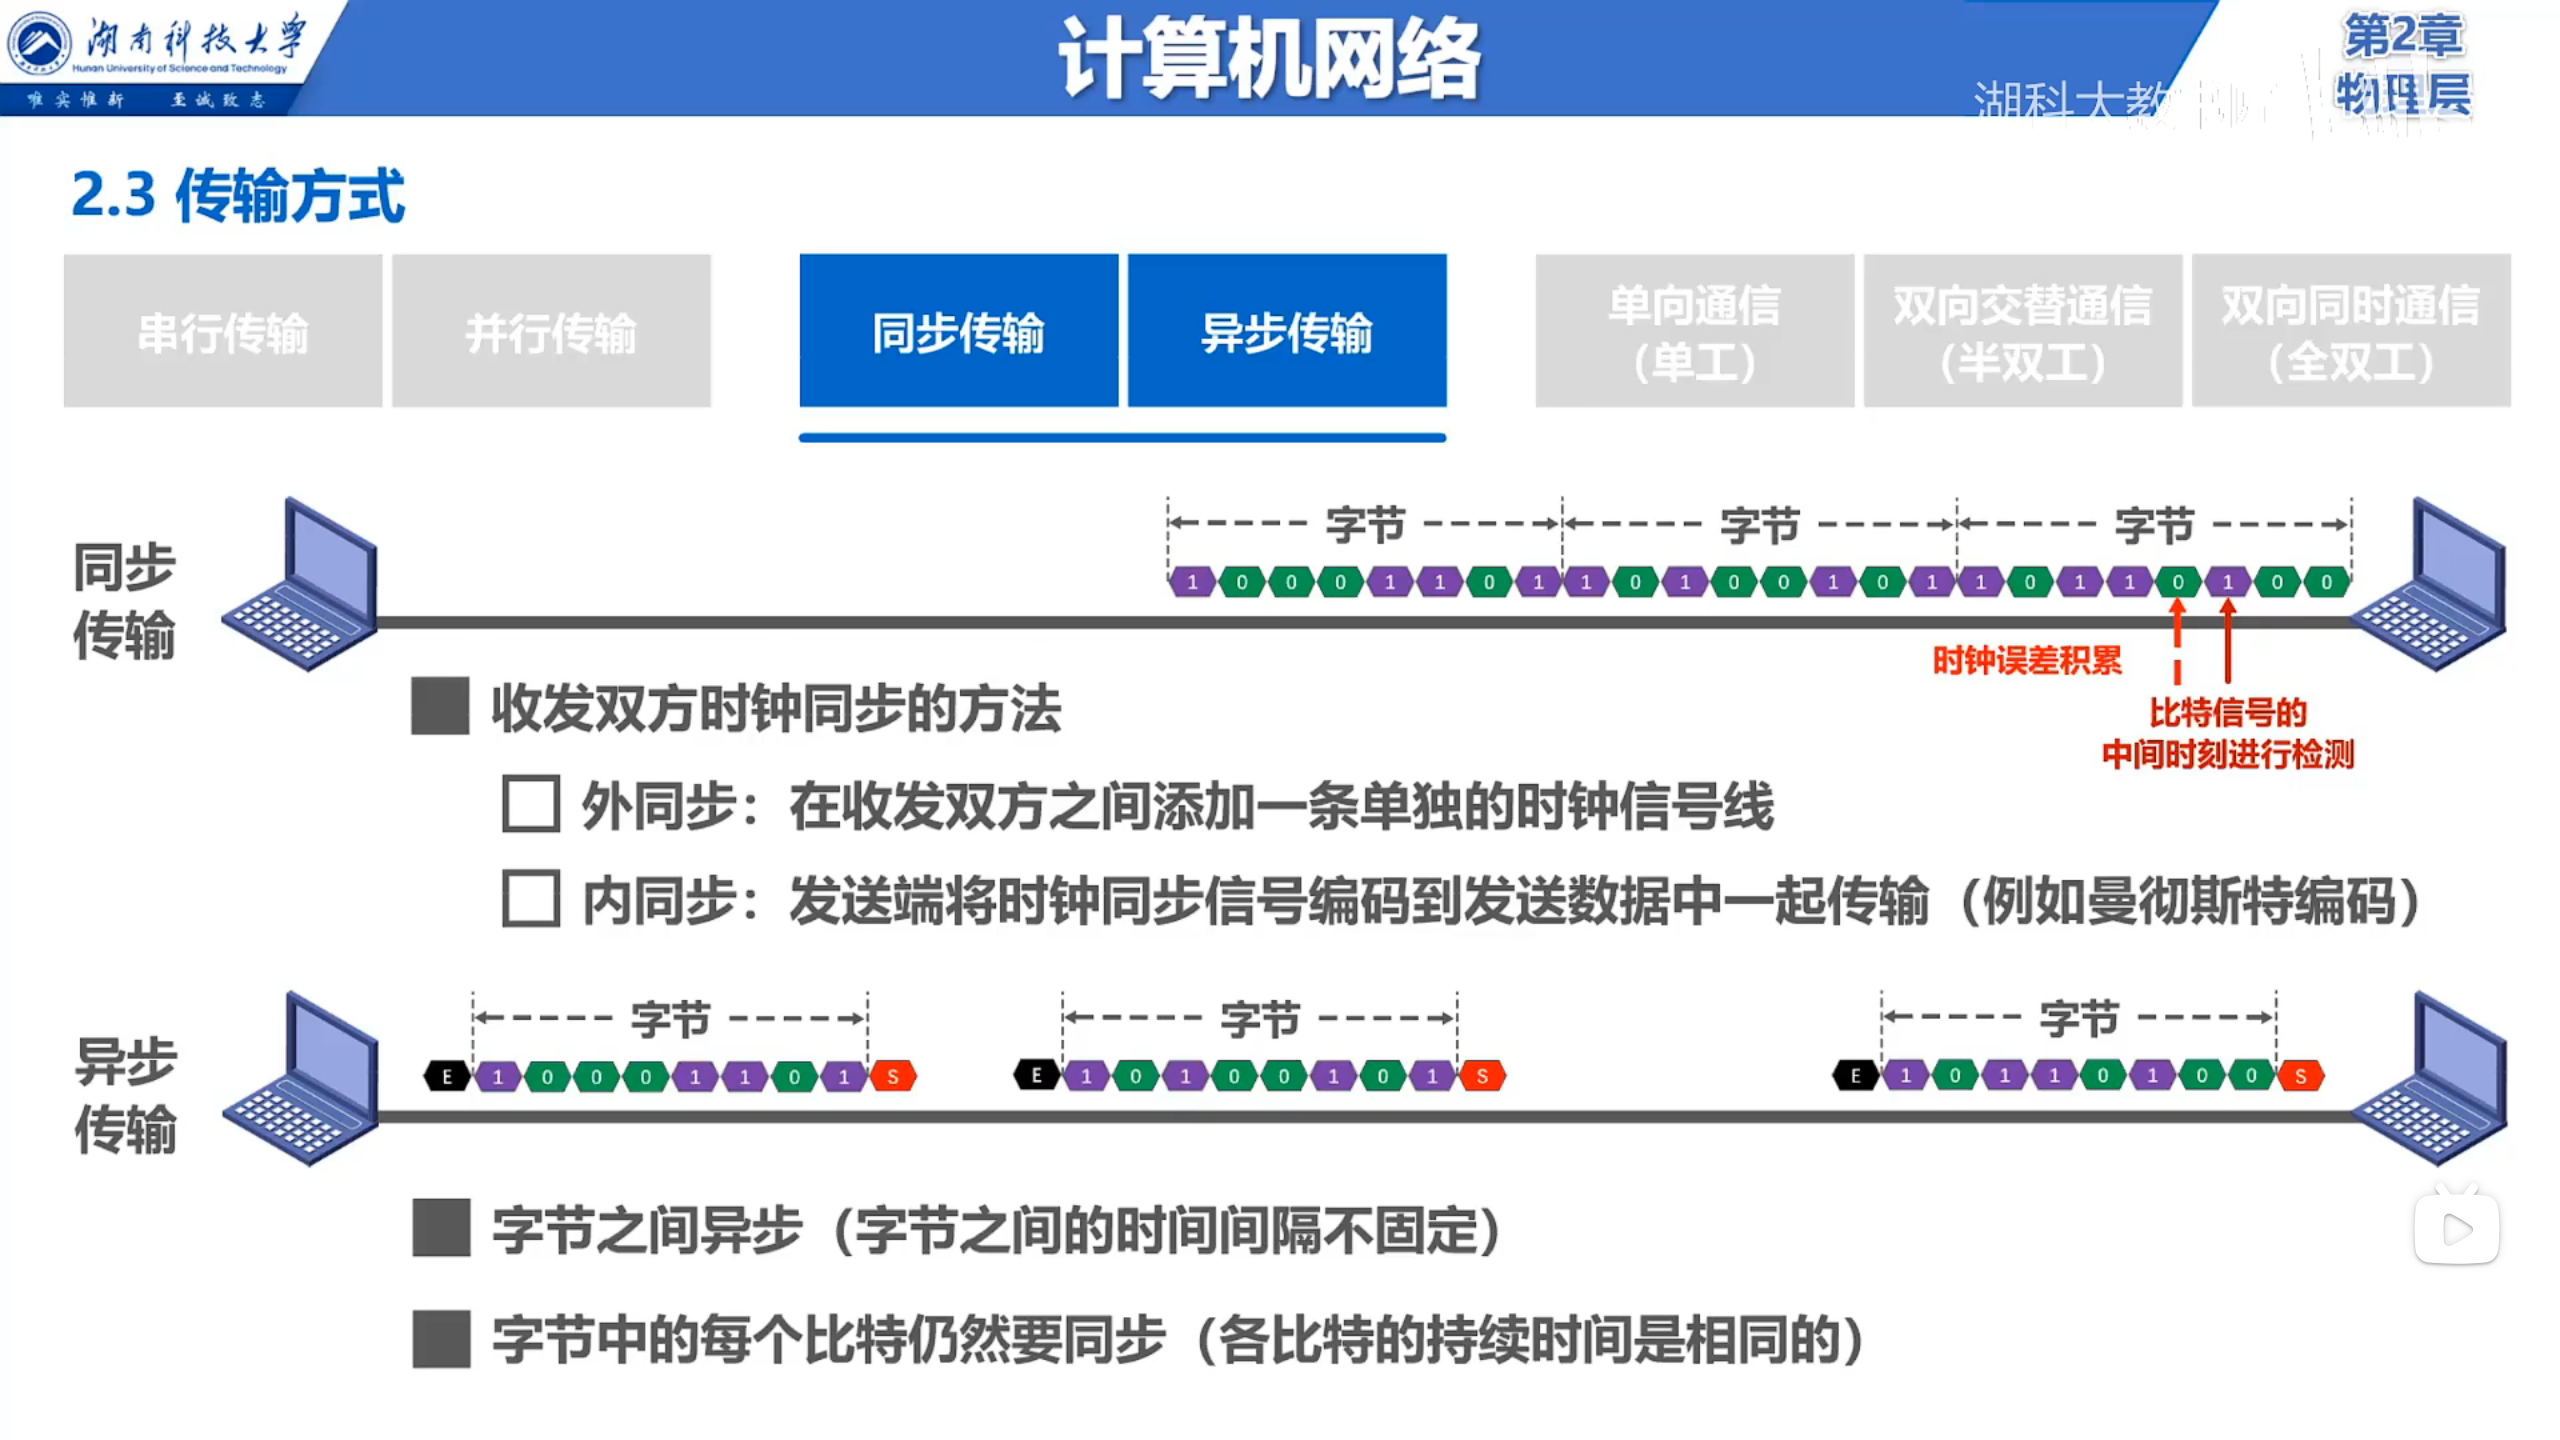 湖南科技大学
Hunan University of Science and Technology
唯实惟新 至诚致志
计算机网络
第2章
物理层
湖科大教
2.3 传输方式
串行传输
并行传输
同步传输
异步传输
单向通信
（单工）
双向交替通信
（半双工）
双向同时通信
（全双工）
同步
传输
字节 字节 字节
1 0 0 0 1 1 0 1 1 0 1 0 0 1 0 1 1 0 1 1 0 1 0 0
时钟误差积累
比特信号的
中间时刻进行检测
收发双方时钟同步的方法
外同步：在收发双方之间添加一条单独的时钟信号线
内同步：发送端将时钟同步信号编码到发送数据中一起传输（例如曼彻斯特编码）
异步
传输
字节 字节 字节
E 1 0 0 0 1 1 0 1 S E 1 0 1 0 0 1 0 1 S E 1 0 1 1 0 1 0 0 S
字节之间异步（字节之间的时间间隔不固定）
字节中的每个比特仍然要同步（各比特的持续时间是相同的）